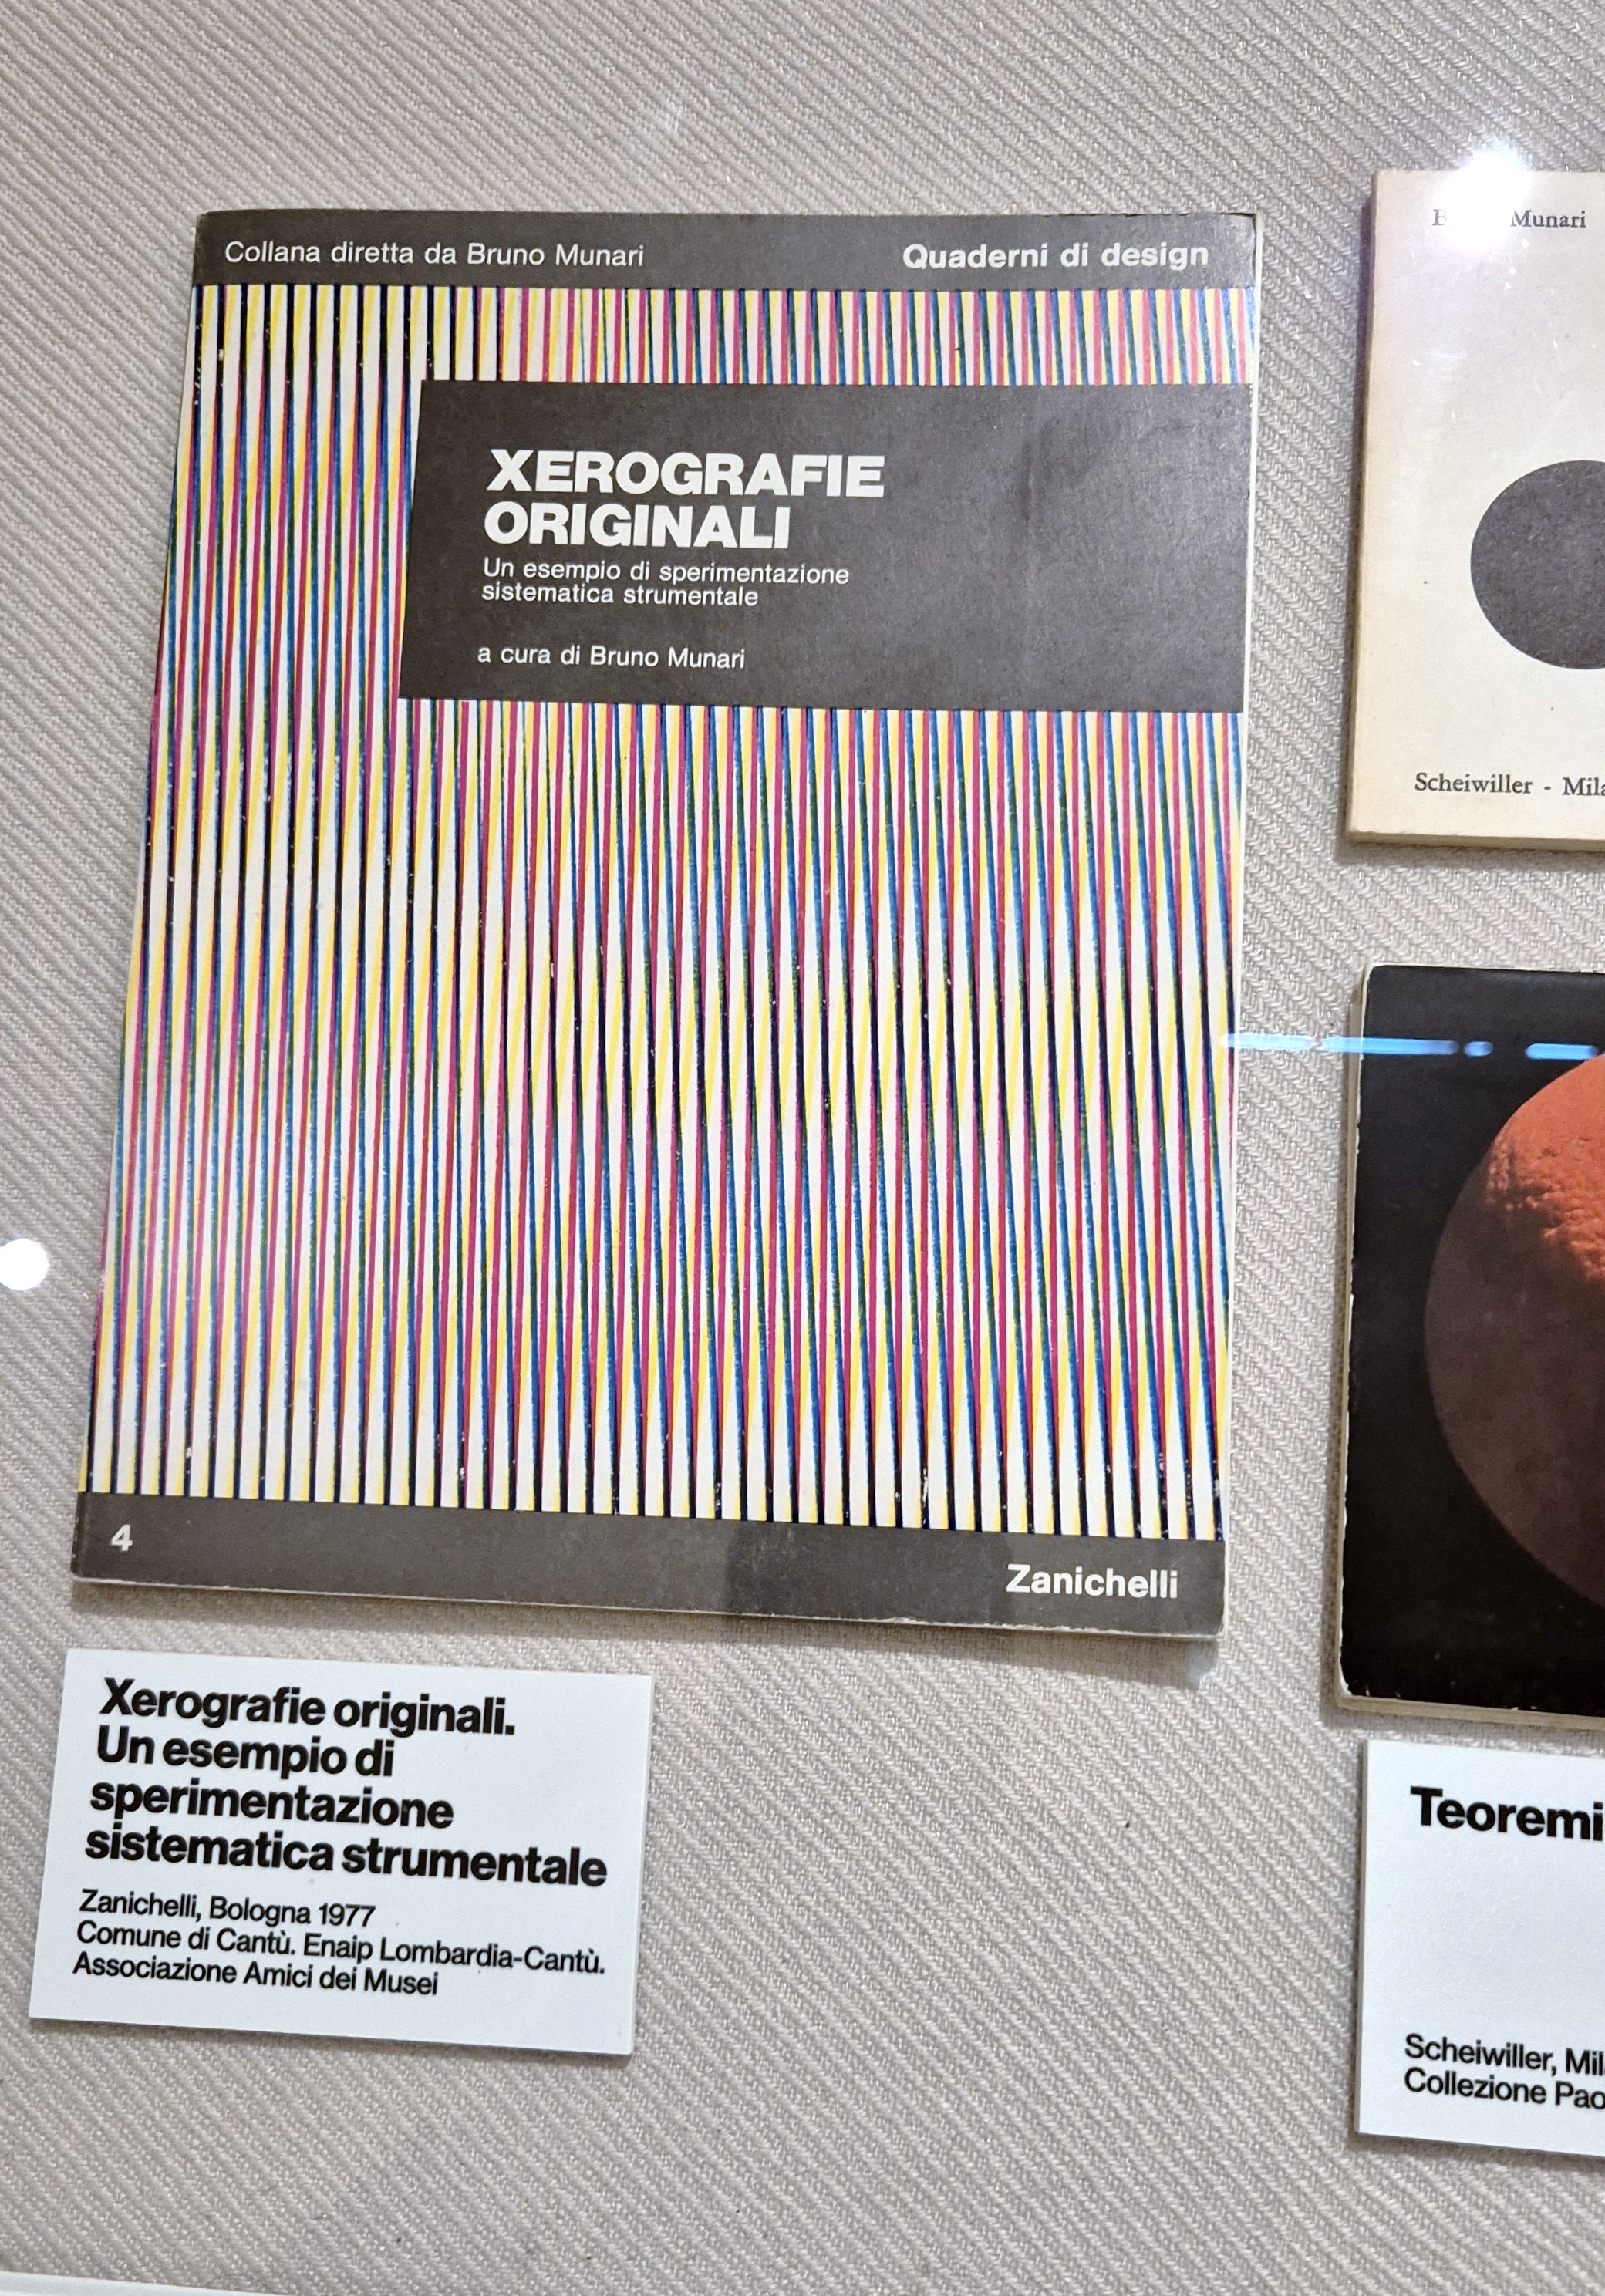 Collana diretta da Bruno Munari
Quaderni di design
XEROGRAFIE
ORIGINALI
Un esempio di sperimentazione
sistematica strumentale
a cura di Bruno Munari
4
Zanichelli
Xerografie originali.
Un esempio di
sperimentazione
sistematica strumentale
Zanichelli, Bologna 1977
Comune di Cantù. Enaip Lombardia-Cantù.
Associazione Amici dei Musei
Munari
Scheiwiller -
Teoremi
Scheiwiller,
Collezione